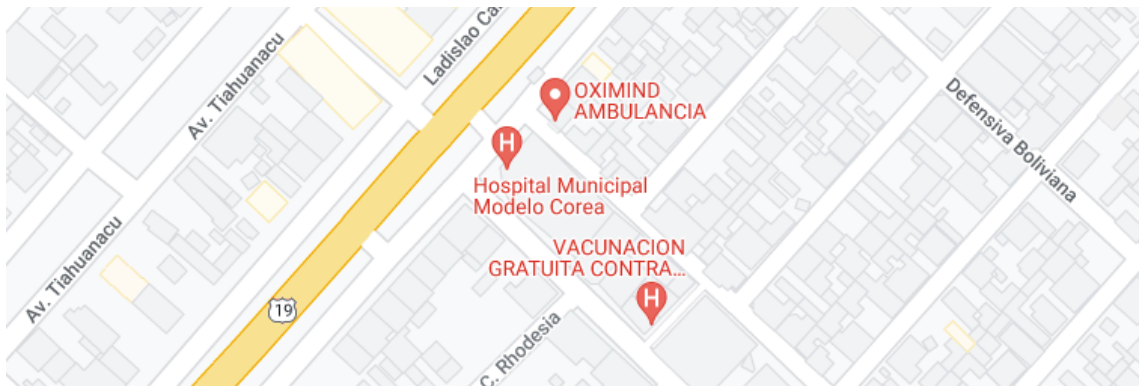 Av. Tiahuanacu
Ladislao Ca
OXIMIND
AMBULANCIA
Defensiva Boliviana
H
Hospital Municipal
Modelo Corea
VACUNACION
GRATUITA CONTRA...
H
Av. Tiahuanacu
19
C. Rhodesia